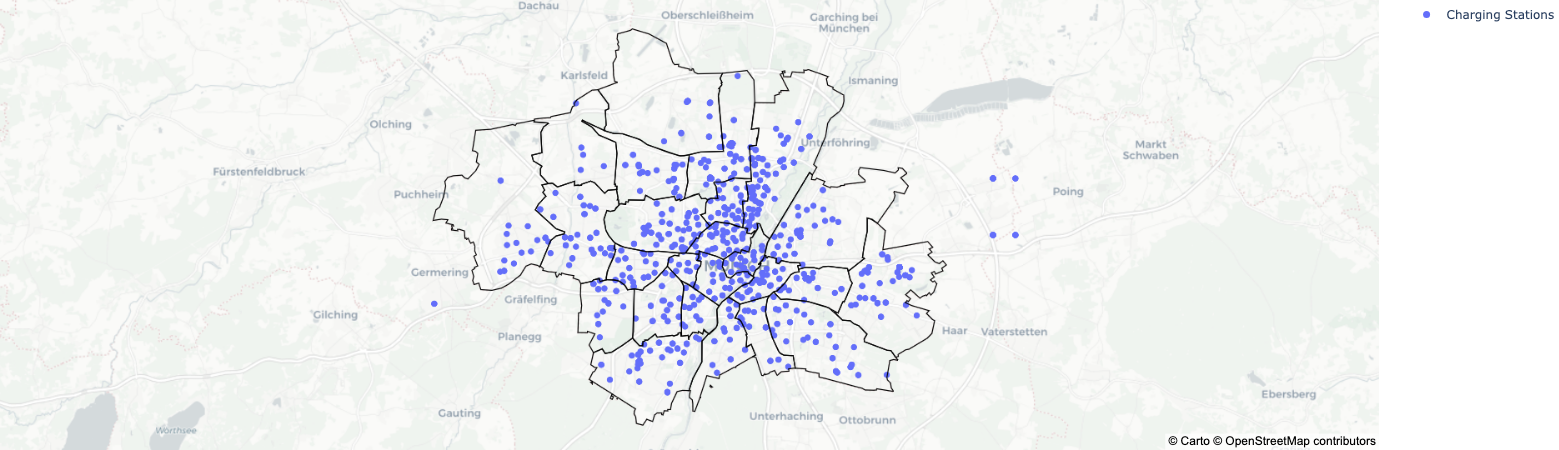 Dachau
Oberschleißheim
Garching bei
München
Charging Stations
Karlsfeld
Ismaning
Olching
Unterföhring
Markt
Schwaben
Fürstenfeldbruck
Puchheim
Poing
Germering
Gräfelfing
Gilching
Planegg
Haar
Vaterstetten
Ebersberg
Gauting
Unterhaching
Ottobrunn
Wörthsee
© Carto © OpenStreetMap contributors